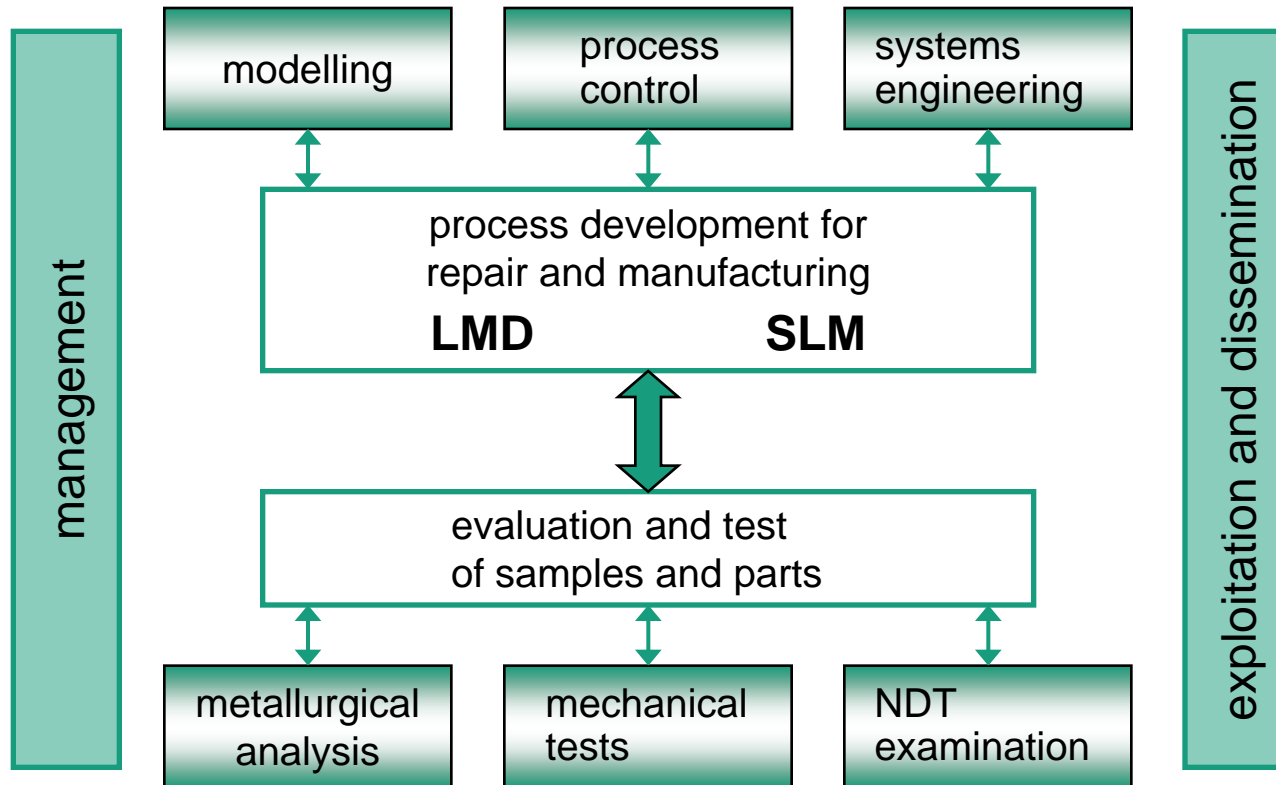 management
modelling
process
control
systems
engineering
process development for
repair and manufacturing
LMD SLM
evaluation and test
of samples and parts
metallurgical
analysis
mechanical
tests
NDT
examination
exploitation and dissemination